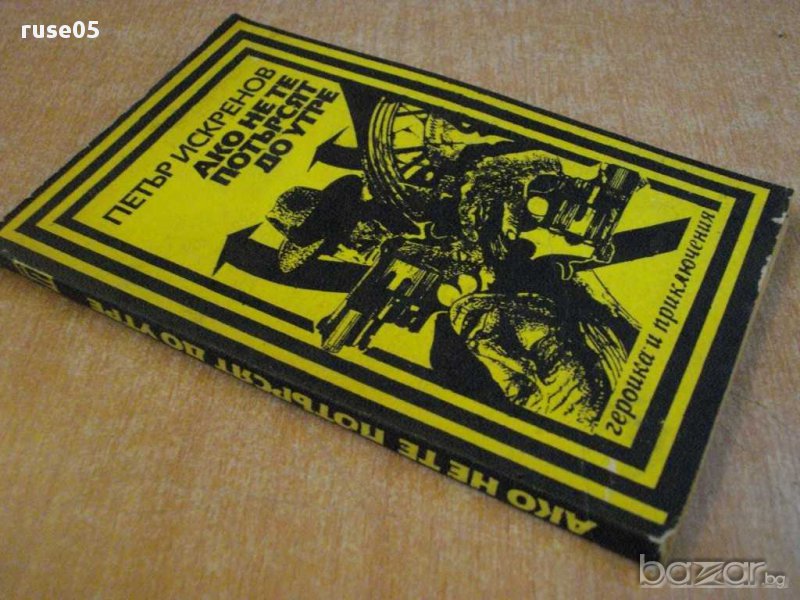 ruse05
ПЕТЪР ИСКРЕНОВ
АКО НЕ ТЕ
ПОТЪРСЯТ
ДО УТРЕ
героика и приключения
АКО НЕ ТЕ ПОТЪРСЯТ ДО УТРЕ
bazar.bg